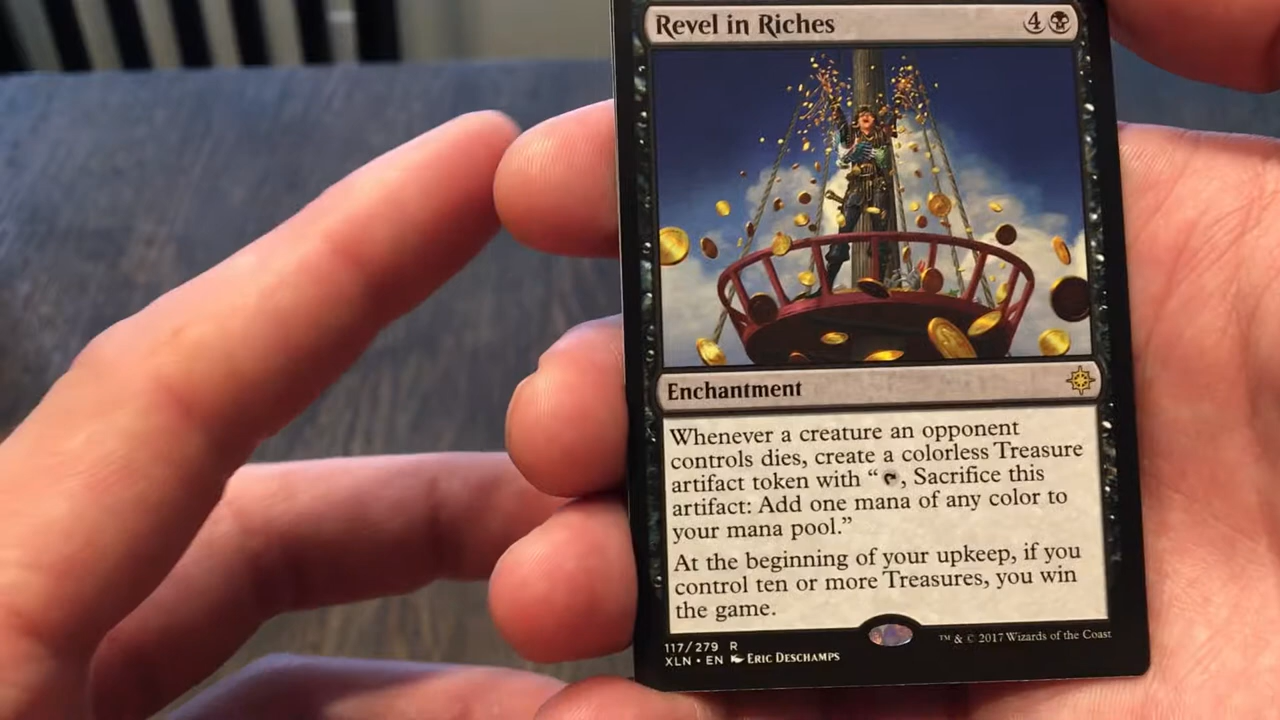 Revel in Riches 4
Enchantment
Whenever a creature an opponent
controls dies, create a colorless Treasure
artifact token with “ , Sacrifice this
artifact: Add one mana of any color to
your mana pool.”
At the beginning of your upkeep, if you
control ten or more Treasures, you win
the game.
117/279 R
XLN • EN Eric Deschamps
™ & © 2017 Wizards of the Coast